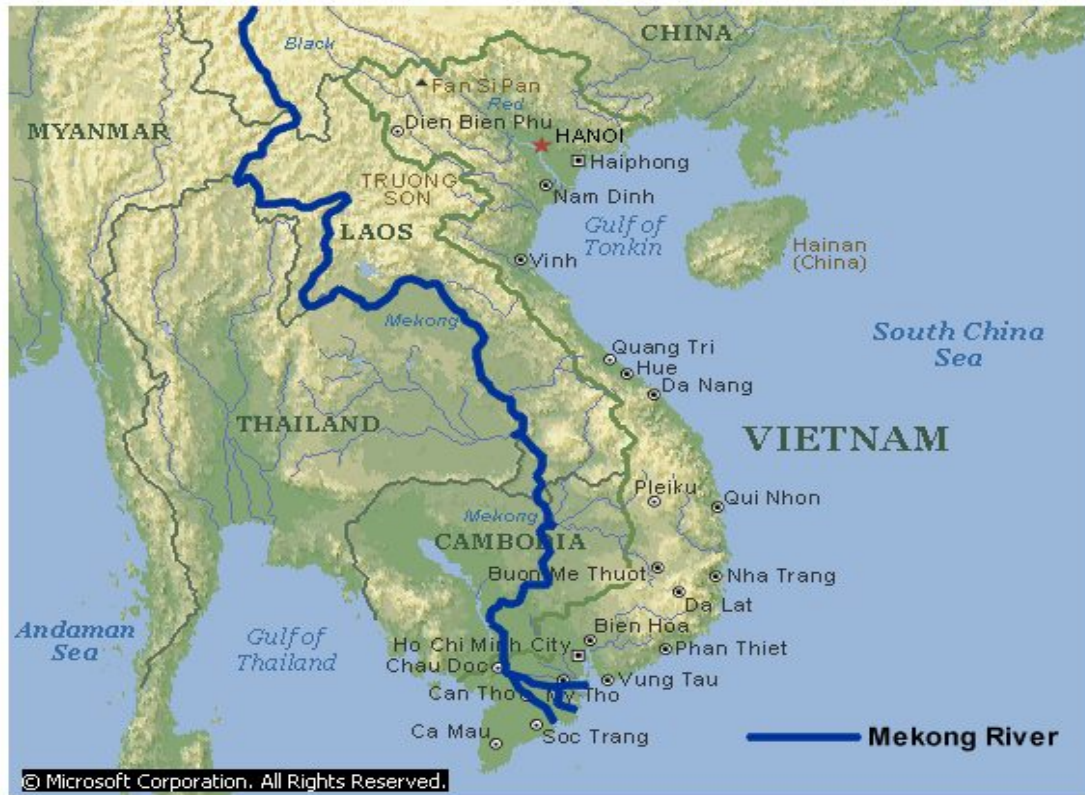 CHINA
Black
Fan Si Pan
Red
MYANMAR
Dien Bien Phu
HANOI
Haiphong
TRUONG
SON
Nam Dinh
Gulf of
Tonkin
LAOS
Hainan
(China)
Vinh
Mekong
South China
Sea
Quang Tri
Hue
Da Nang
THAILAND
VIETNAM
Pleiku
Qui Nhon
Mekong
CAMBODIA
Buon Me Thuot
Nha Trang
Da Lat
Andaman
Sea
Gulf of
Thailand
Bien Hoa
Ho Chi Minh City
Phan Thiet
Chau Doc
Vung Tau
Can Tho
My Tho
Ca Mau
Soc Trang
Mekong River
© Microsoft Corporation. All Rights Reserved.